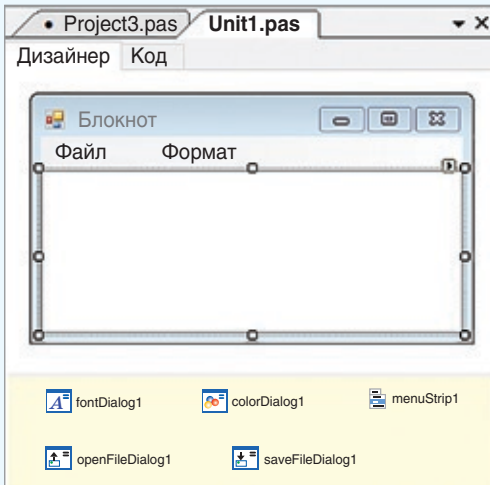 Project3.pas Unit1.pas
Дизайнер Код
Блокнот
Файл Формат
fontDialog1 colorDialog1 menuStrip1
openFileDialog1 saveFileDialog1